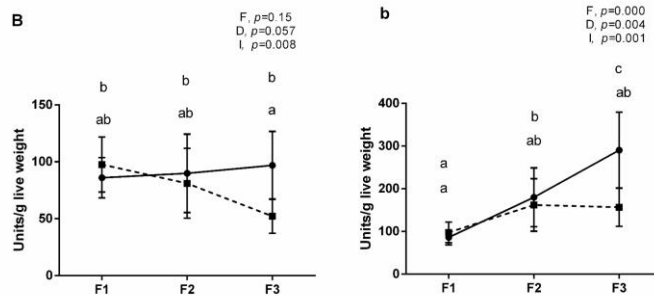 B
F, p=0.15
D, p=0.057
I, p=0.008
b b b
ab ab a
150
100
50
0
Units/g live weight
F1 F2 F3
b
F, p=0.000
D, p=0.004
I, p=0.001
c
b ab
a ab
a
400
300
200
100
0
Units/g live weight
F1 F2 F3